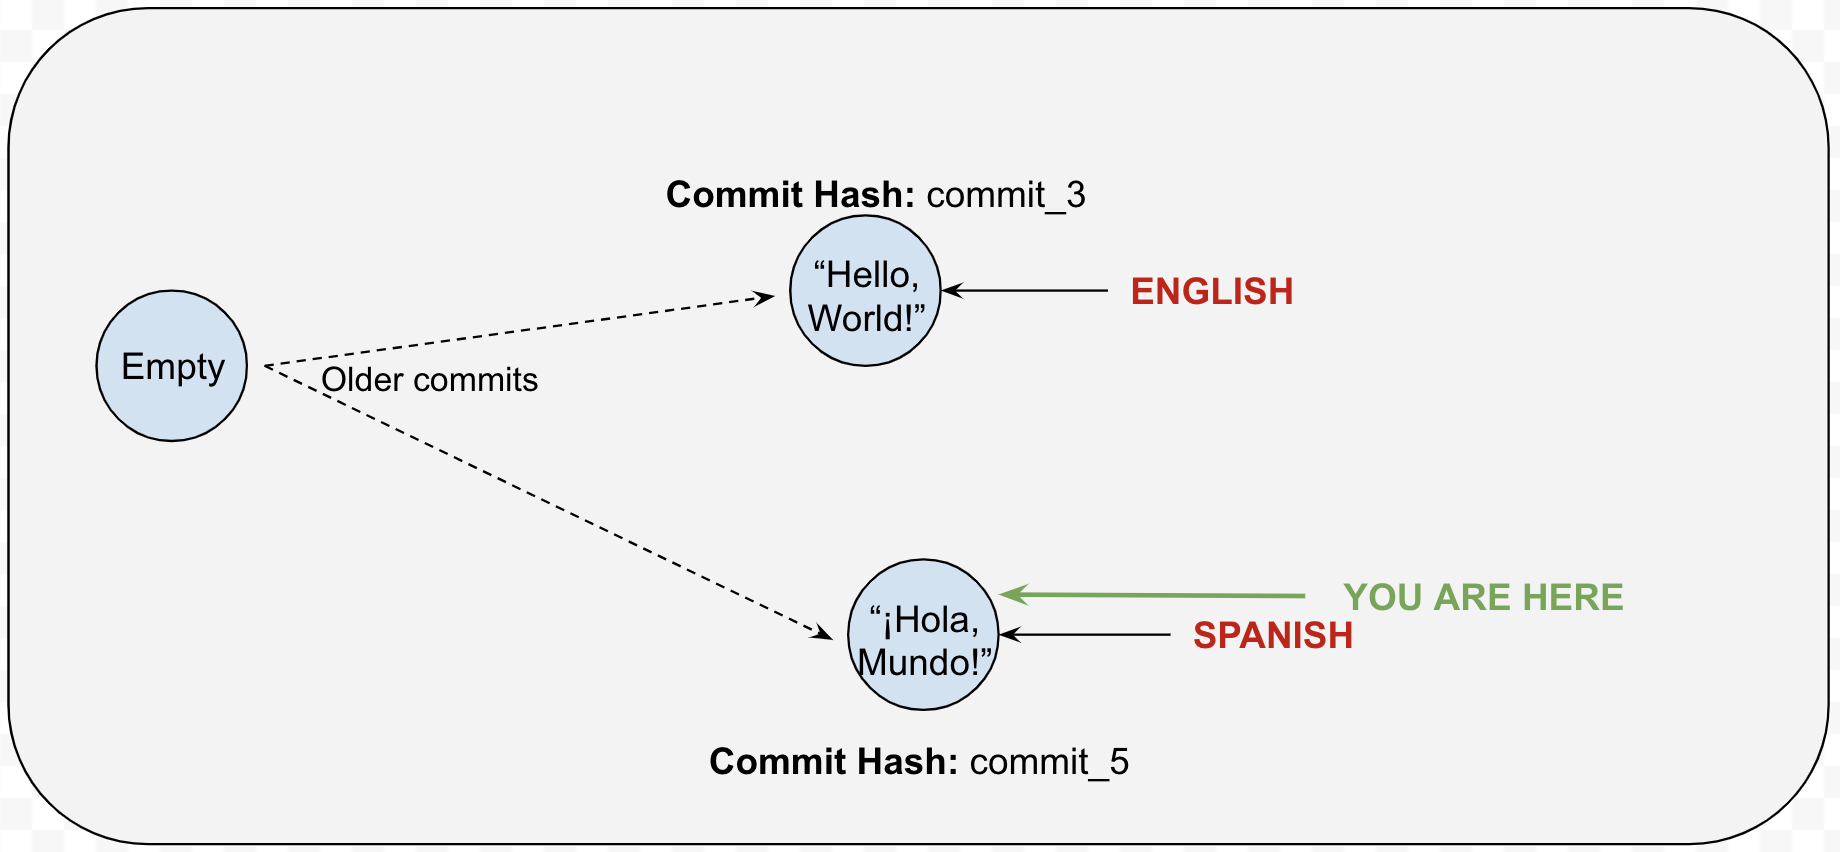 Commit Hash: commit_3
“Hello,
World!”
ENGLISH
Empty
Older commits
“¡Hola,
Mundo!”
YOU ARE HERE
SPANISH
Commit Hash: commit_5